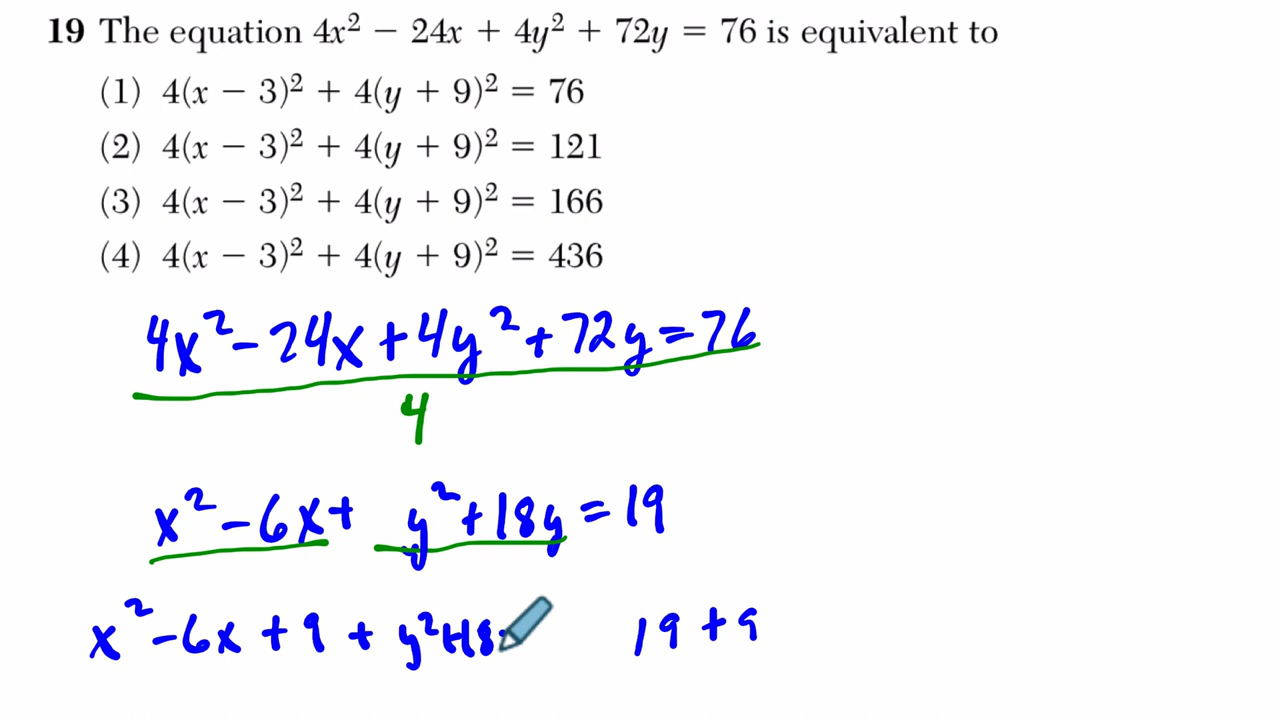 19 The equation 4x² − 24x + 4y² + 72y = 76 is equivalent to
(1) 4(x − 3)² + 4(y + 9)² = 76
(2) 4(x − 3)² + 4(y + 9)² = 121
(3) 4(x − 3)² + 4(y + 9)² = 166
(4) 4(x − 3)² + 4(y + 9)² = 436
4x² − 24x + 4y² + 72y = 76
4
x² − 6x + y² + 18y = 19
x² − 6x + 9 + y² + 18 19 + 9